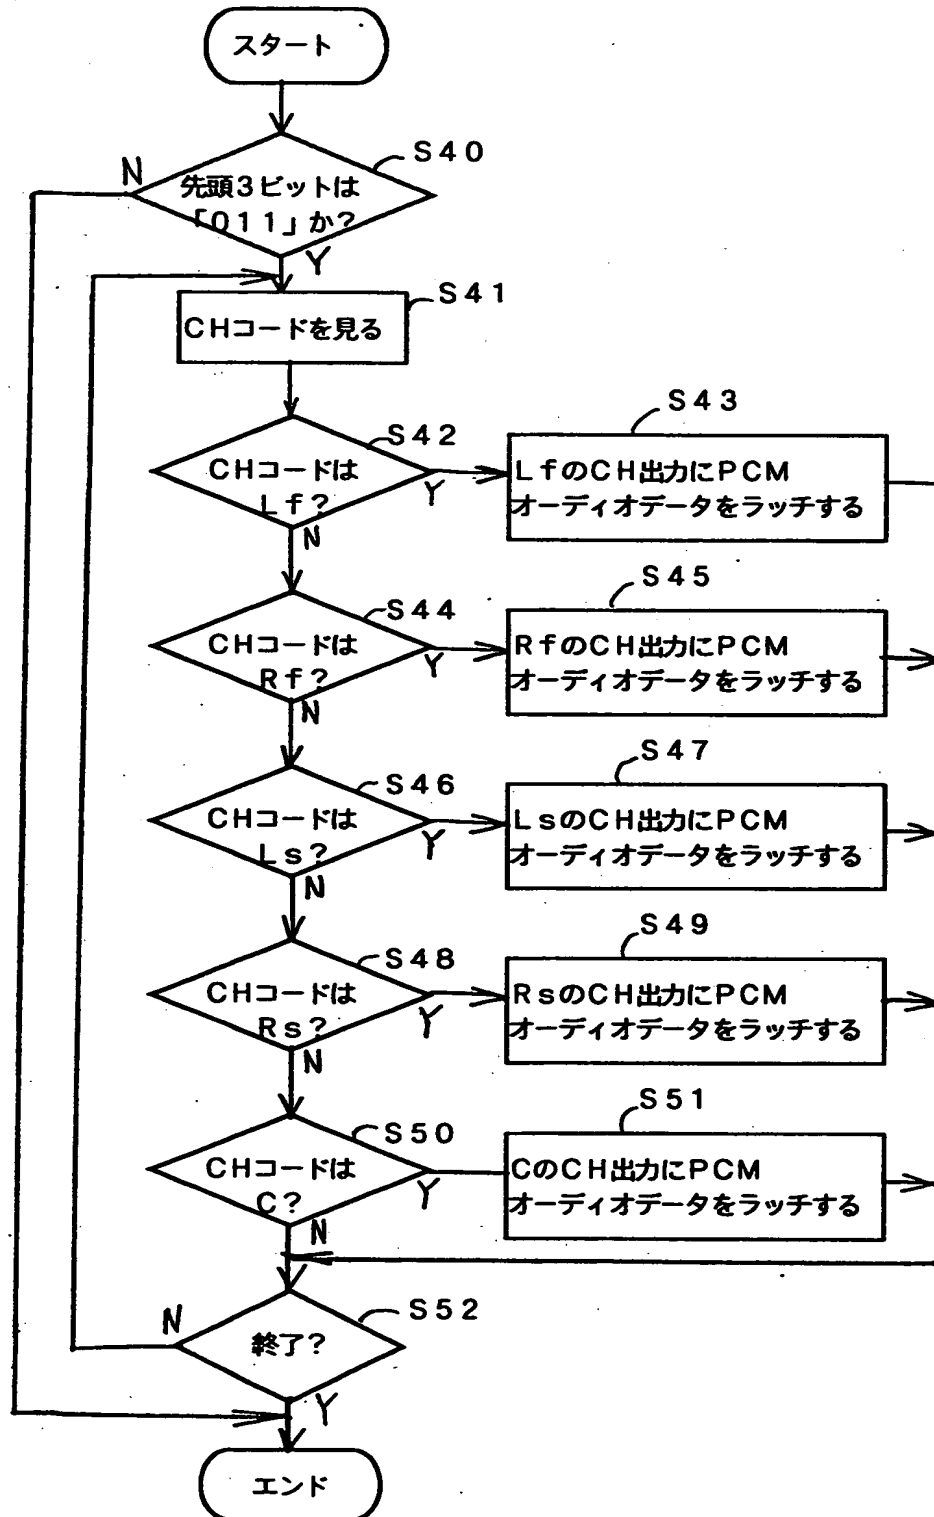 スタート
S40
N
先頭3ビットは
「011」か?
Y
S41
CHコードを見る
S42
CHコードは
Lf?
Y
N
S43
LfのCH出力にPCM
オーディオデータをラッチする
S44
CHコードは
Rf?
Y
N
S45
RfのCH出力にPCM
オーディオデータをラッチする
S46
CHコードは
Ls?
Y
N
S47
LsのCH出力にPCM
オーディオデータをラッチする
S48
CHコードは
Rs?
Y
N
S49
RsのCH出力にPCM
オーディオデータをラッチする
S50
CHコードは
C?
Y
N
S51
CのCH出力にPCM
オーディオデータをラッチする
S52
N
終了?
Y
エンド